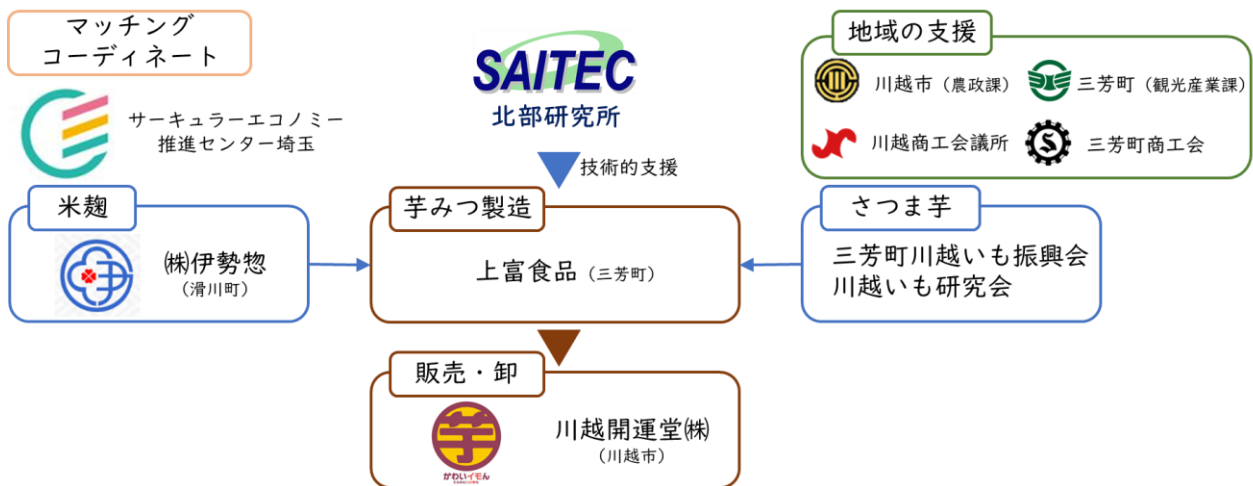 マッチング
コーディネート
サーキュラーエコノミー
推進センター埼玉
SAITEC
北部研究所
技術的支援
地域の支援
川越市（農政課）
三芳町（観光産業課）
川越商工会議所
三芳町商工会
米麹
㈱伊勢惣
（滑川町）
芋みつ製造
上富食品（三芳町）
さつま芋
三芳町川越いも振興会
川越いも研究会
販売・卸
芋
かわいイモん
川越開運堂㈱
（川越市）